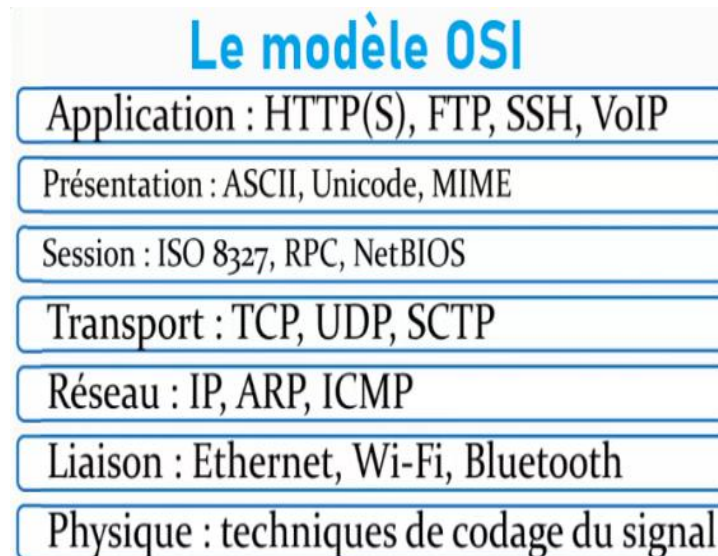 Le modèle OSI
Application : HTTP(S), FTP, SSH, VoIP
Présentation : ASCII, Unicode, MIME
Session : ISO 8327, RPC, NetBIOS
Transport : TCP, UDP, SCTP
Réseau : IP, ARP, ICMP
Liaison : Ethernet, Wi-Fi, Bluetooth
Physique : techniques de codage du signal